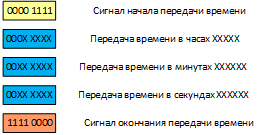 0000 1111 Сигнал начала передачи времени
000X XXXX Передача времени в часах XXXXX
00XX XXXX Передача времени в минутах XXXXXX
00XX XXXX Передача времени в секундах XXXXXX
1111 0000 Сигнал окончания передачи времени